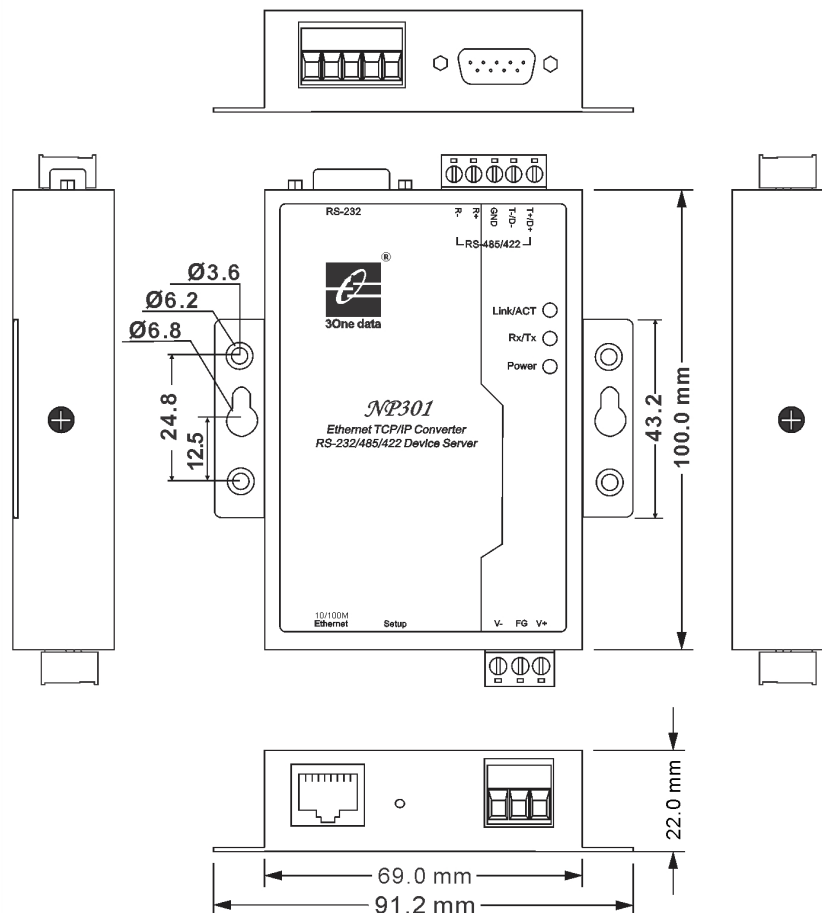 RS-232
R-
R+
GND
T-/D-
T+/D+
RS-485/422
®
3One data
Ø3.6
Ø6.2
Ø6.8
Link/ACT
Rx/Tx
Power
24.8
12.5
43.2
100.0 mm
NP301
Ethernet TCP/IP Converter
RS-232/485/422 Device Server
10/100M
Ethernet
Setup
V- FG V+
22.0 mm
69.0 mm
91.2 mm